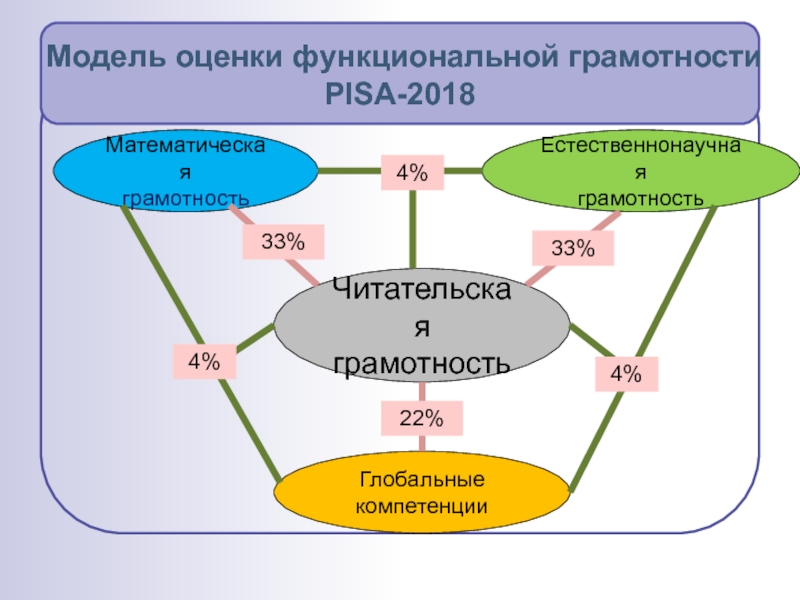 Модель оценки функциональной грамотности
PISA-2018
Математическа
я
грамотность
Естественнонаучна
я
грамотность
4%
33%
33%
Читательска
я
грамотность
4%
4%
22%
Глобальные
компетенции